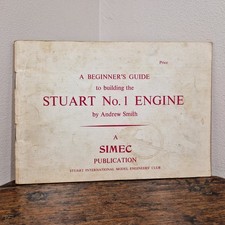 Price
A BEGINNER'S GUIDE
to building the
STUART No. 1 ENGINE
by Andrew Smith
A
SIMEC
PUBLICATION
STUART INTERNATIONAL MODEL ENGINEERS CLUB